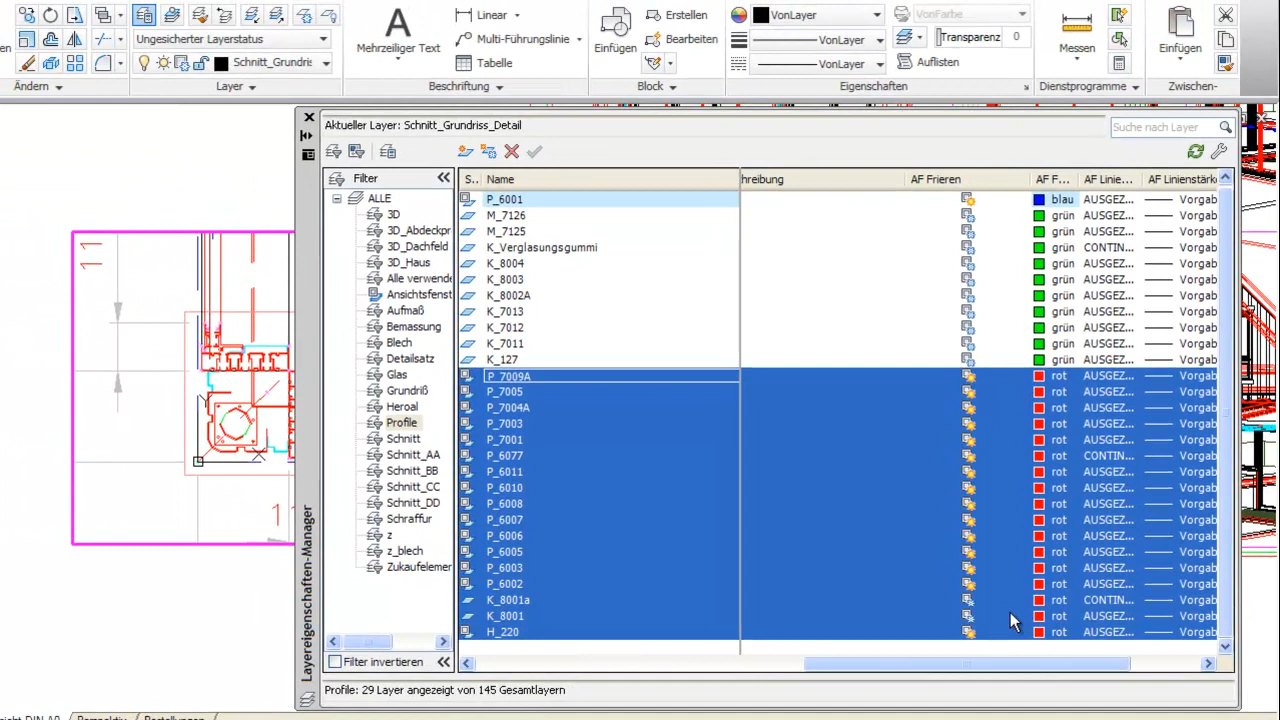 Linear
Erstellen
VonLayer
VonFarbe
Ungesicherter Layerstatus
Multi-Führungslinie
Bearbeiten
VonLayer
Transparenz 0
Mehrzeiliger Text
Einfügen
Messen
Einfügen
Schnitt_Grundris
Tabelle
VonLayer
Auflisten
Ändern
Layer
Beschriftung
Block
Eigenschaften
Dienstprogramme
Zwischen-
Aktueller Layer: Schnitt_Grundriss_Detail
Suche nach Layer
Filter
S.. Name hreibung AF Frieren AF F... AF Linie... AF Linienstärke
ALLE
3D
3D_Abdeckpr
3D_Dachfeld
3D_Haus
Alle verwende
Ansichtsfenst
Aufmaß
Bemassung
Blech
Detailsatz
Glas
Grundriß
Heroal
Profile
Schnitt
Schnitt_AA
Schnitt_BB
Schnitt_CC
Schnitt_DD
Schraffur
z
z_blech
Zukaufelemer
Filter invertieren
P_6001 blau AUSGEZ... Vorgab
M_7126 grün AUSGEZ... Vorgab
M_7125 grün AUSGEZ... Vorgab
K_Verglasungsgummi grün CONTIN... Vorgab
K_8004 grün AUSGEZ... Vorgab
K_8003 grün AUSGEZ... Vorgab
K_8002A grün AUSGEZ... Vorgab
K_7013 grün AUSGEZ... Vorgab
K_7012 grün AUSGEZ... Vorgab
K_7011 grün AUSGEZ... Vorgab
K_127 grün AUSGEZ... Vorgab
P_7009A rot AUSGEZ... Vorgab
P_7005 rot AUSGEZ... Vorgab
P_7004A rot AUSGEZ... Vorgab
P_7003 rot AUSGEZ... Vorgab
P_7001 rot AUSGEZ... Vorgab
P_6077 rot CONTIN... Vorgab
P_6011 rot AUSGEZ... Vorgab
P_6010 rot AUSGEZ... Vorgab
P_6008 rot AUSGEZ... Vorgab
P_6007 rot AUSGEZ... Vorgab
P_6006 rot AUSGEZ... Vorgab
P_6005 rot AUSGEZ... Vorgab
P_6003 rot AUSGEZ... Vorgab
P_6002 rot AUSGEZ... Vorgab
K_8001a rot CONTIN... Vorgab
K_8001 rot AUSGEZ... Vorgab
H_220 rot AUSGEZ... Vorgab
Layereigenschaften-Manager
Profile: 29 Layer angezeigt von 145 Gesamtlayern